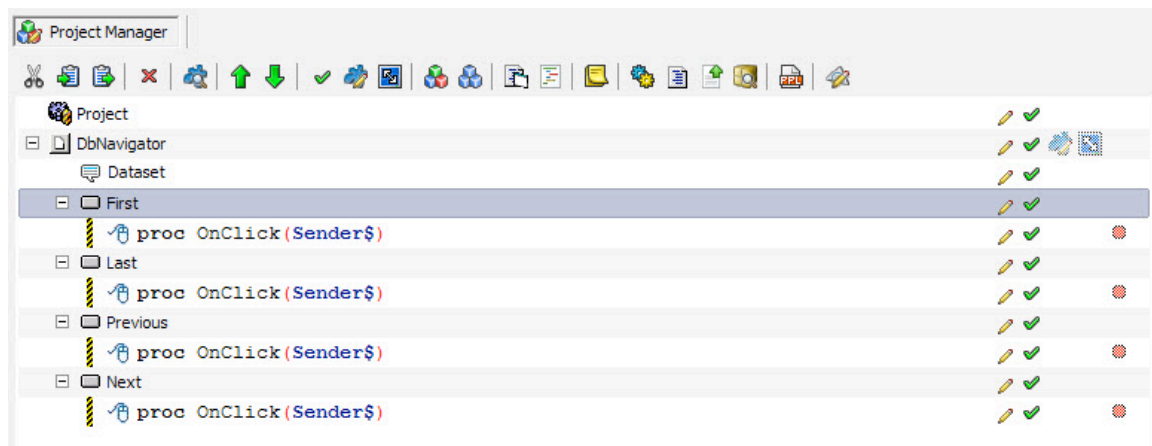 Project Manager
PPL
Project
DbNavigator
Dataset
First
proc OnClick(Sender$)
Last
proc OnClick(Sender$)
Previous
proc OnClick(Sender$)
Next
proc OnClick(Sender$)